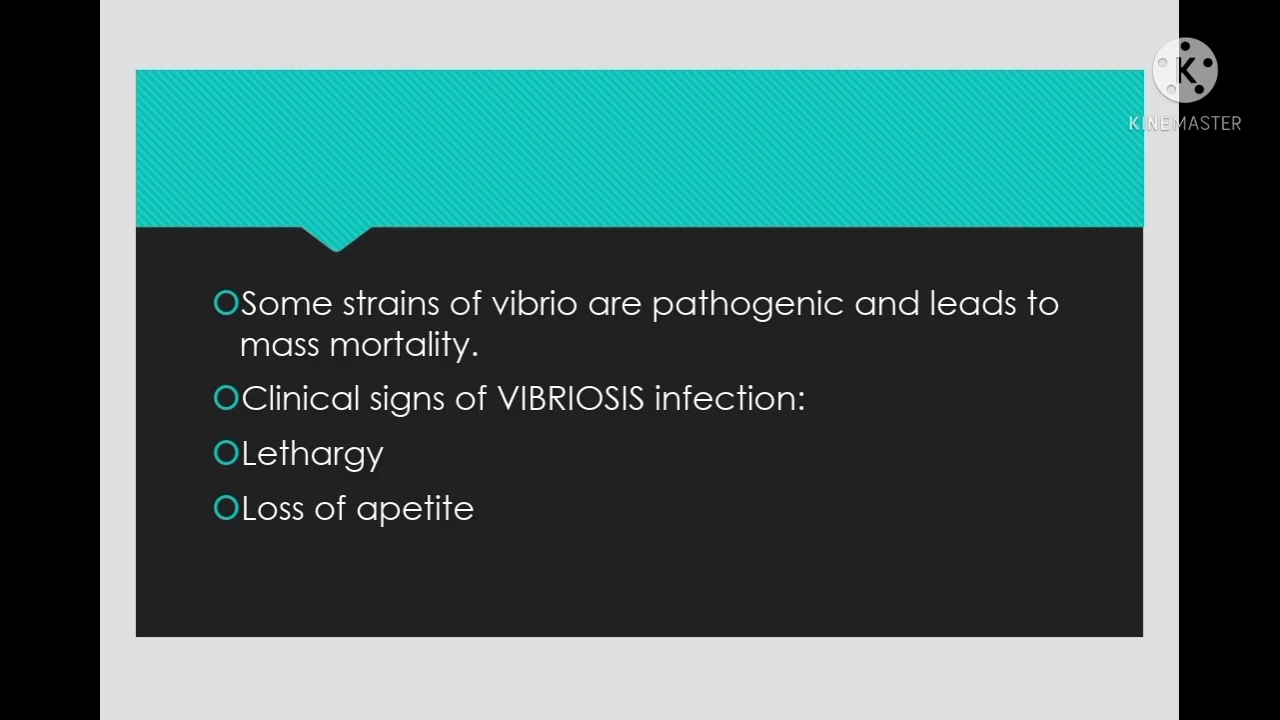 K
KINEMASTER
Some strains of vibrio are pathogenic and leads to
mass mortality.
Clinical signs of VIBRIOSIS infection:
Lethargy
Loss of apetite